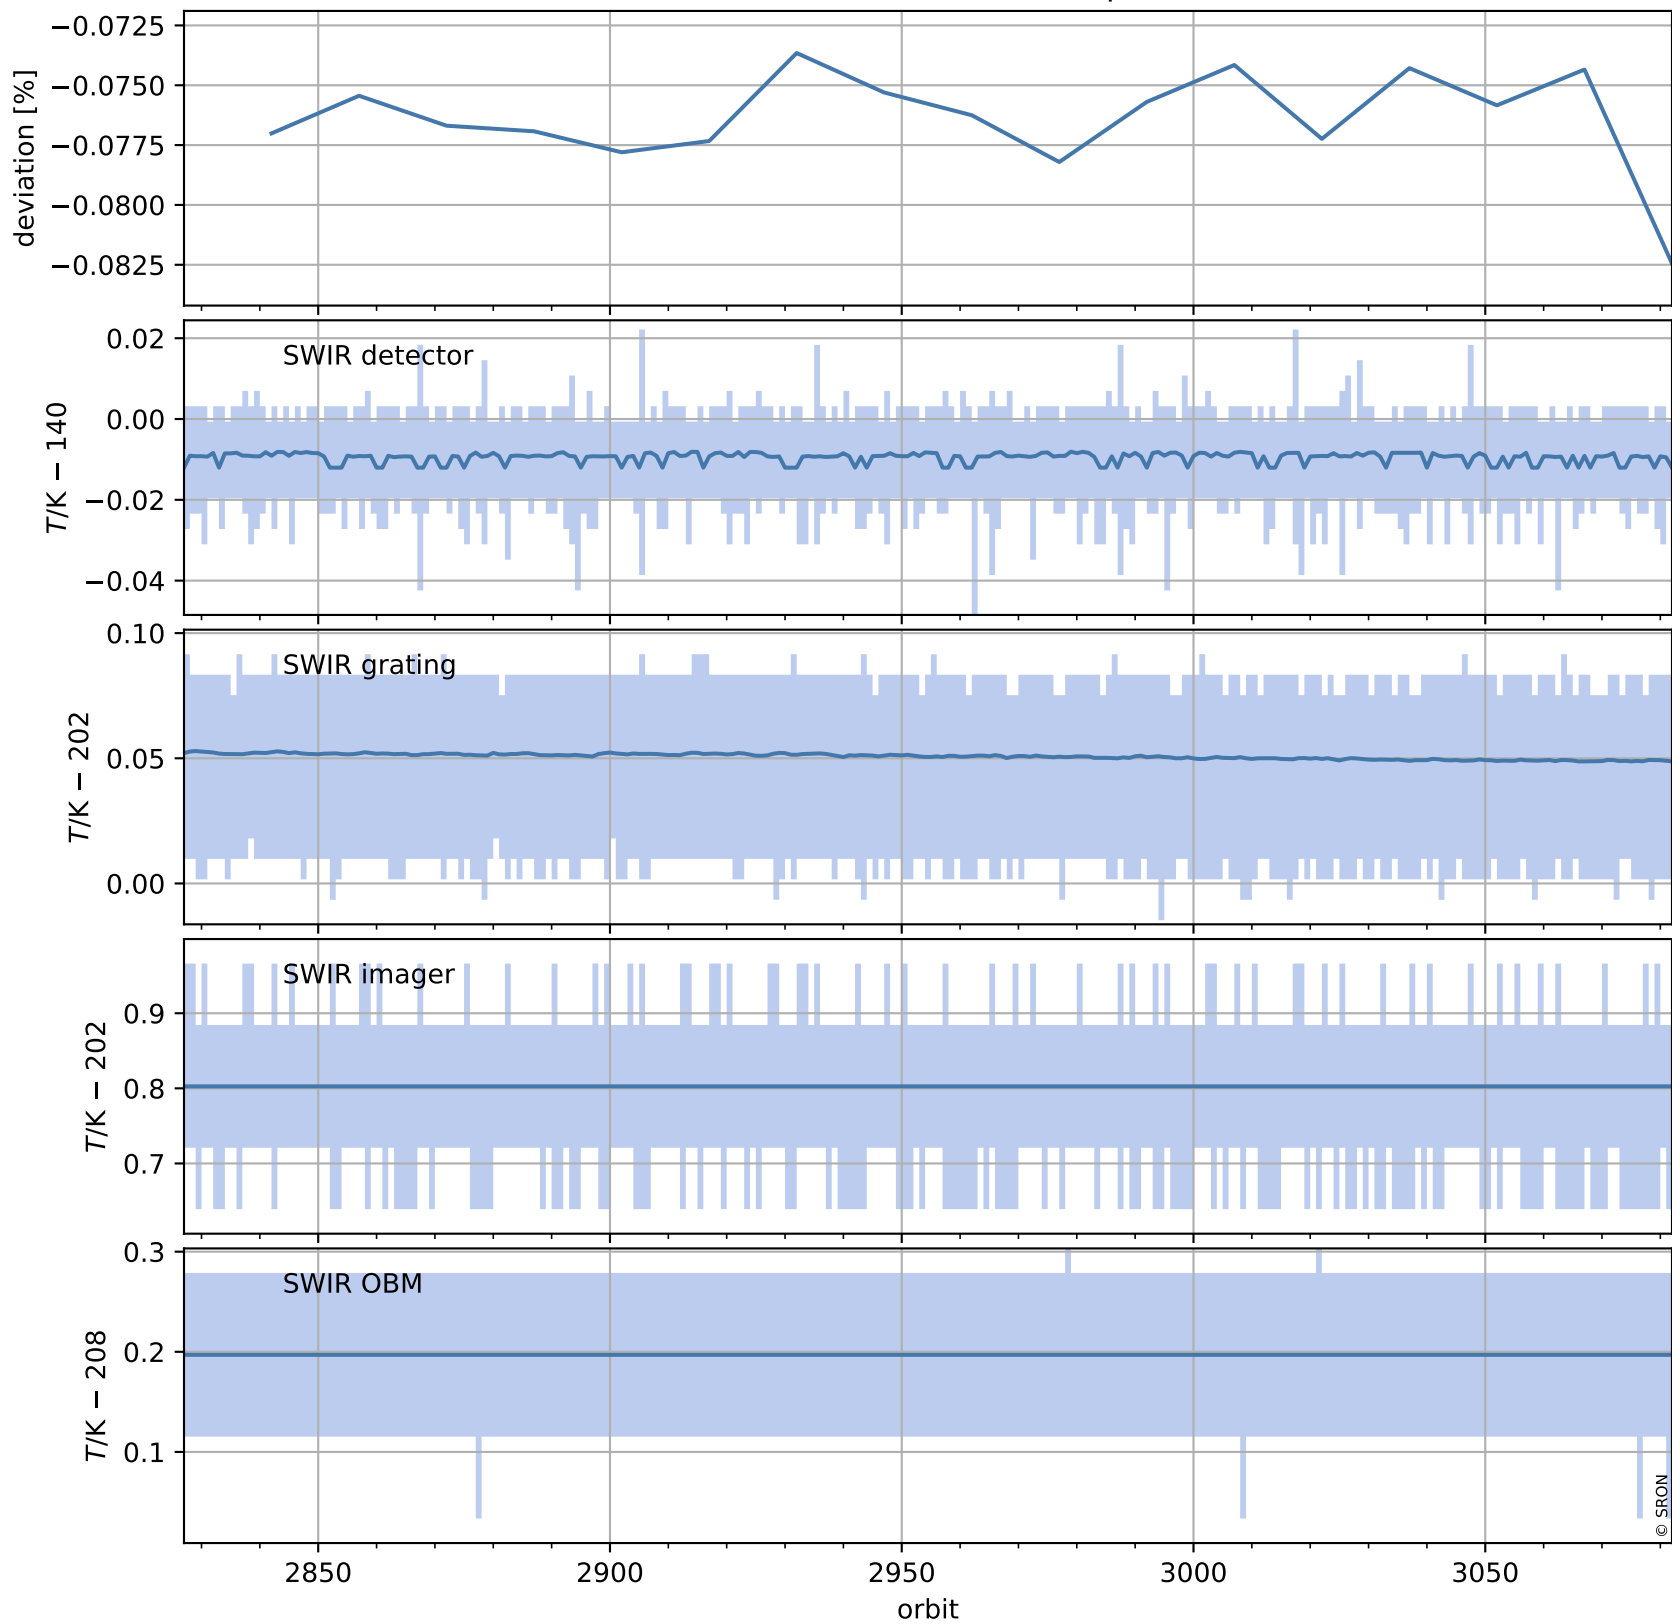 −0.0725
−0.0750
−0.0775
−0.0800
−0.0825
deviation [%]
0.02
0.00
−0.02
−0.04
T/K − 140
SWIR detector
0.10
0.05
0.00
T/K − 202
SWIR grating
0.9
0.8
0.7
T/K − 202
SWIR imager
0.3
0.2
0.1
T/K − 208
SWIR OBM
© SRON
2850 2900 2950 3000 3050
orbit